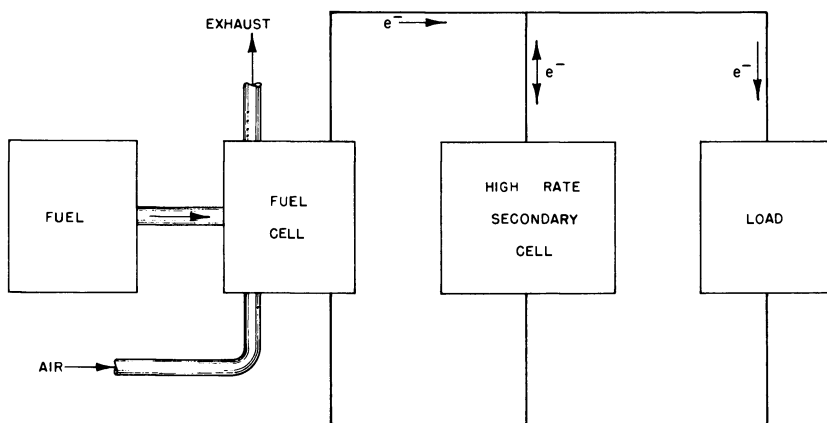 EXHAUST
e⁻
e⁻
e⁻
FUEL
FUEL
CELL
HIGH RATE
SECONDARY
CELL
LOAD
AIR